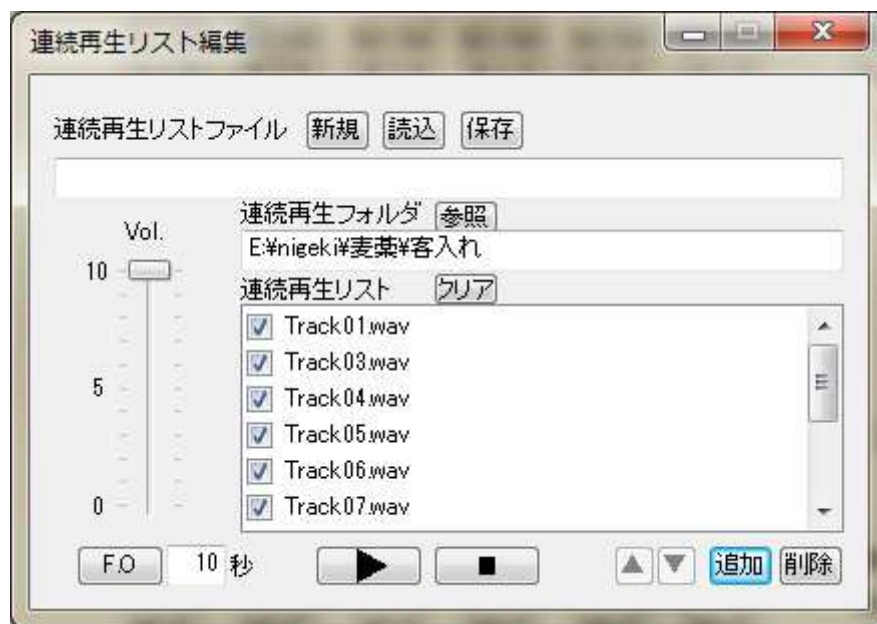 連続再生リスト編集
連続再生リストファイル 新規 読込 保存
連続再生フォルダ 参照
Vol.
E:¥nigeki¥麦藁¥客入れ
10
連続再生リスト クリア
Track01.wav
Track03.wav
5
Track04.wav
Track05.wav
Track06.wav
0
Track07.wav
F.O 10 秒 追加 削除